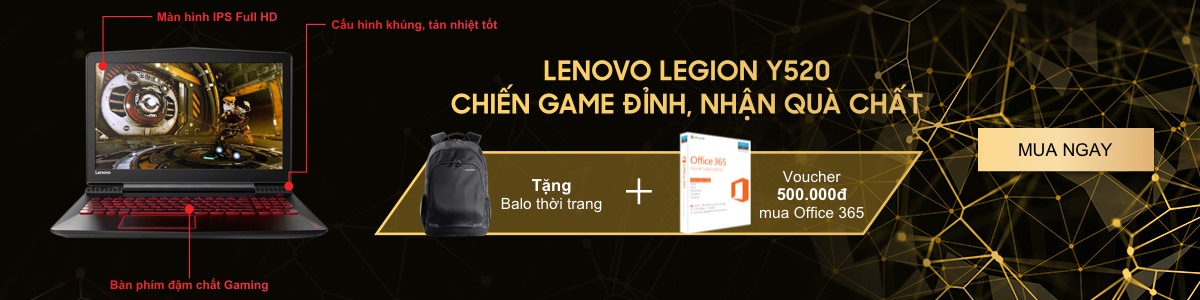 Màn hình IPS Full HD
Cấu hình khủng, tản nhiệt tốt
Lenovo
Bàn phím đậm chất Gaming
LENOVO LEGION Y520
CHIẾN GAME ĐỈNH, NHẬN QUÀ CHẤT
Tặng
Balo thời trang
+
Office 365
Voucher
500.000đ
mua Office 365
MUA NGAY